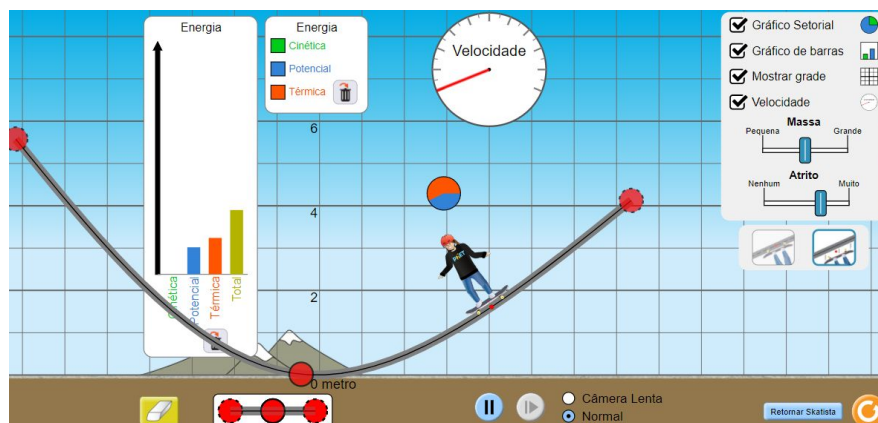 Energia
Cinética
Potencial
Térmica
Total
Energia
Cinética
Potencial
Térmica
Velocidade
6
4
2
0 metro
Gráfico Setorial
Gráfico de barras
Mostrar grade
Velocidade
Massa
Pequena
Grande
Atrito
Nenhum
Muito
PhET
Câmera Lenta
Normal
Retornar Skatista